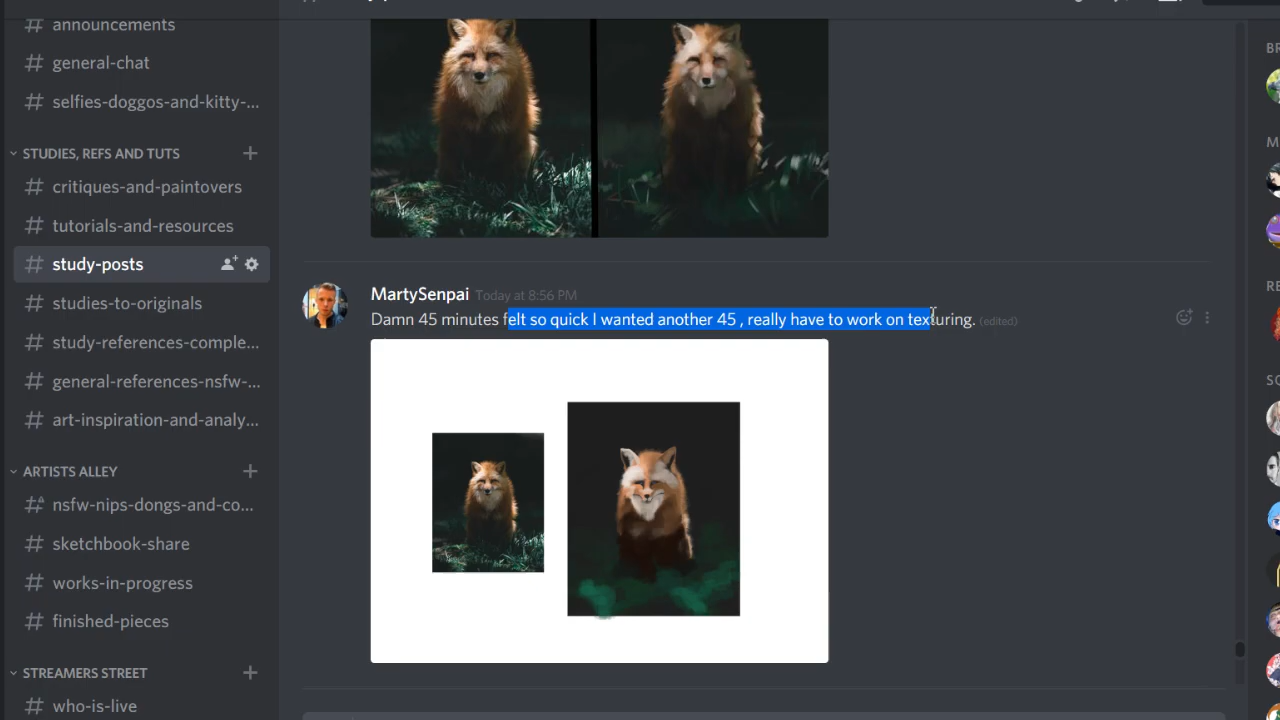 announcements
general-chat
selfies-doggos-and-kitty-...
STUDIES, REFS AND TUTS
critiques-and-paintovers
tutorials-and-resources
study-posts
studies-to-originals
study-references-comple...
general-references-nsfw-...
art-inspiration-and-analy...
ARTISTS ALLEY
nsfw-nips-dongs-and-co...
sketchbook-share
works-in-progress
finished-pieces
STREAMERS STREET
who-is-live
MartySenpai Today at 8:56 PM
Damn 45 minutes felt so quick I wanted another 45 , really have to work on texturing. (edited)
BR
M
RE
SC